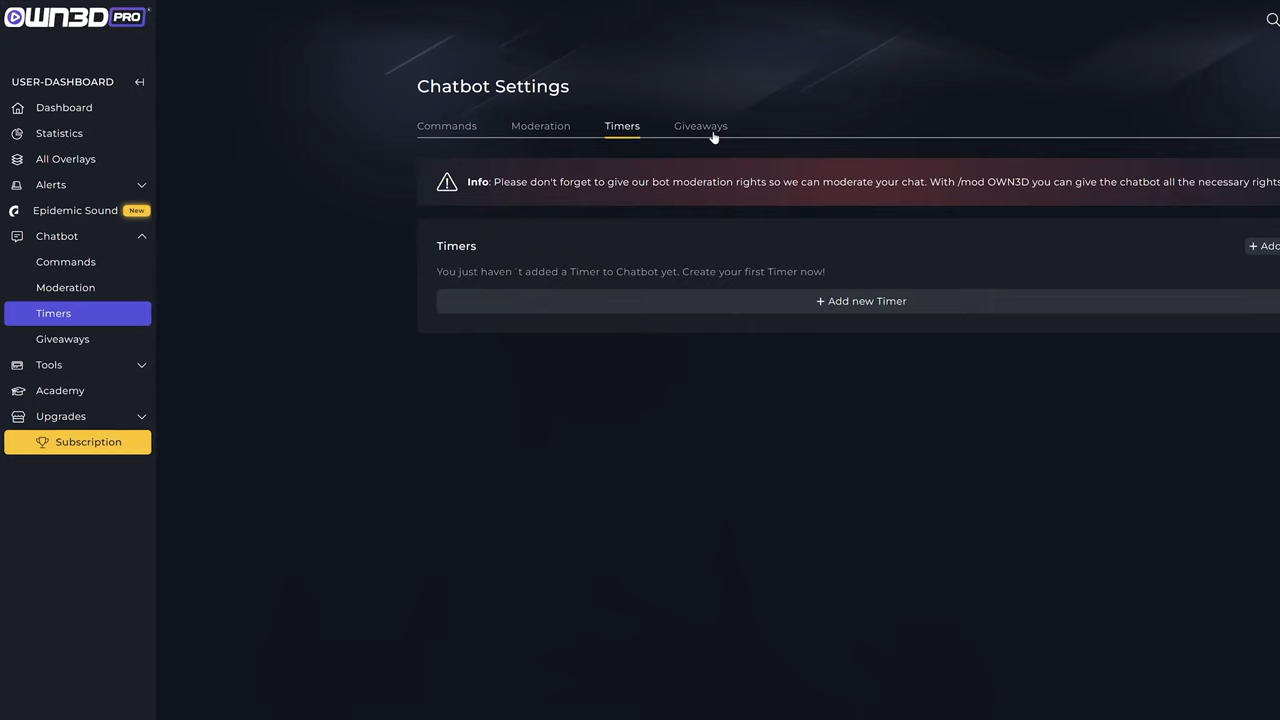 OWN3D PRO
USER-DASHBOARD
Dashboard
Statistics
All Overlays
Alerts
Epidemic Sound New
Chatbot
Commands
Moderation
Timers
Giveaways
Tools
Academy
Upgrades
Subscription
Chatbot Settings
Commands Moderation Timers Giveaways
Info: Please don't forget to give our bot moderation rights so we can moderate your chat. With /mod OWN3D you can give the chatbot all the necessary rights
Timers
+ Add
You just haven´t added a Timer to Chatbot yet. Create your first Timer now!
+ Add new Timer